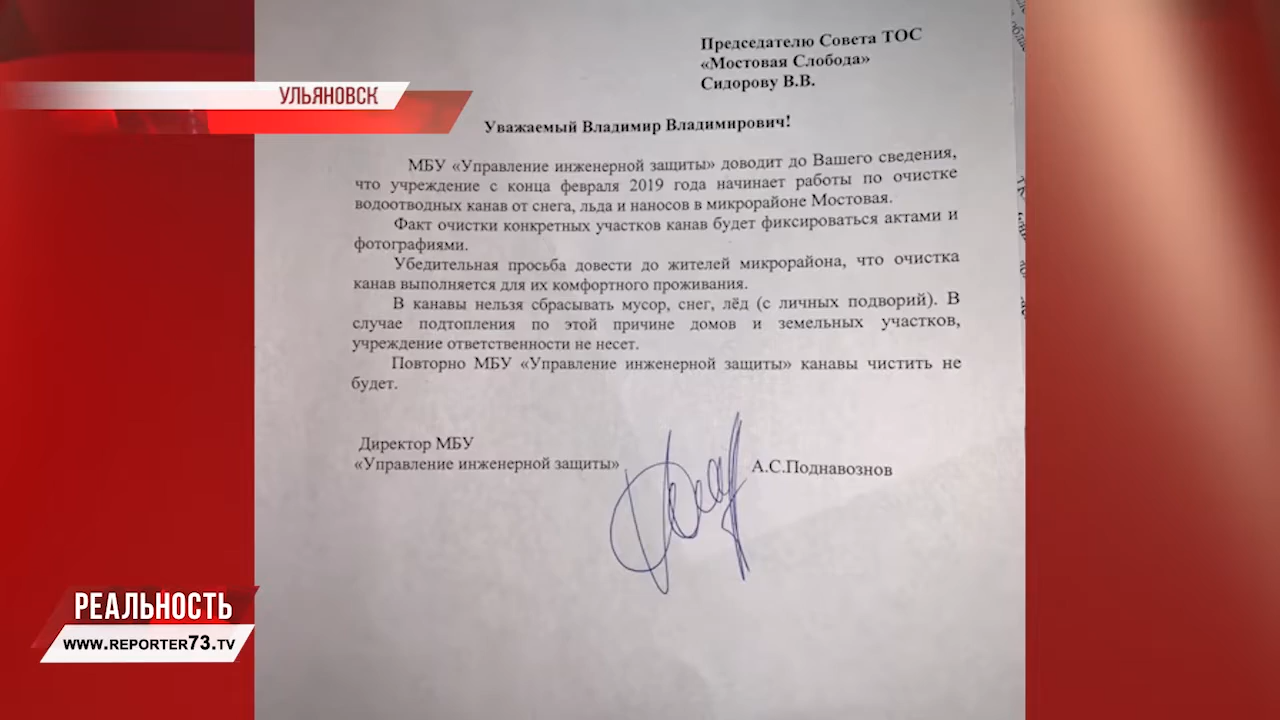 УЛЬЯНОВСК
Председателю Совета ТОС
«Мостовая Слобода»
Сидорову В.В.
Уважаемый Владимир Владимирович!
МБУ «Управление инженерной защиты» доводит до Вашего сведения,
что учреждение с конца февраля 2019 года начинает работы по очистке
водоотводных канав от снега, льда и наносов в микрорайоне Мостовая.
Факт очистки конкретных участков канав будет фиксироваться актами и
фотографиями.
Убедительная просьба довести до жителей микрорайона, что очистка
канав выполняется для их комфортного проживания.
В канавы нельзя сбрасывать мусор, снег, лёд (с личных подворий). В
случае подтопления по этой причине домов и земельных участков,
учреждение ответственности не несет.
Повторно МБУ «Управление инженерной защиты» канавы чистить не
будет.
Директор МБУ
«Управление инженерной защиты» А.С.Поднавознов
РЕАЛЬНОСТЬ
WWW.REPORTER73.TV